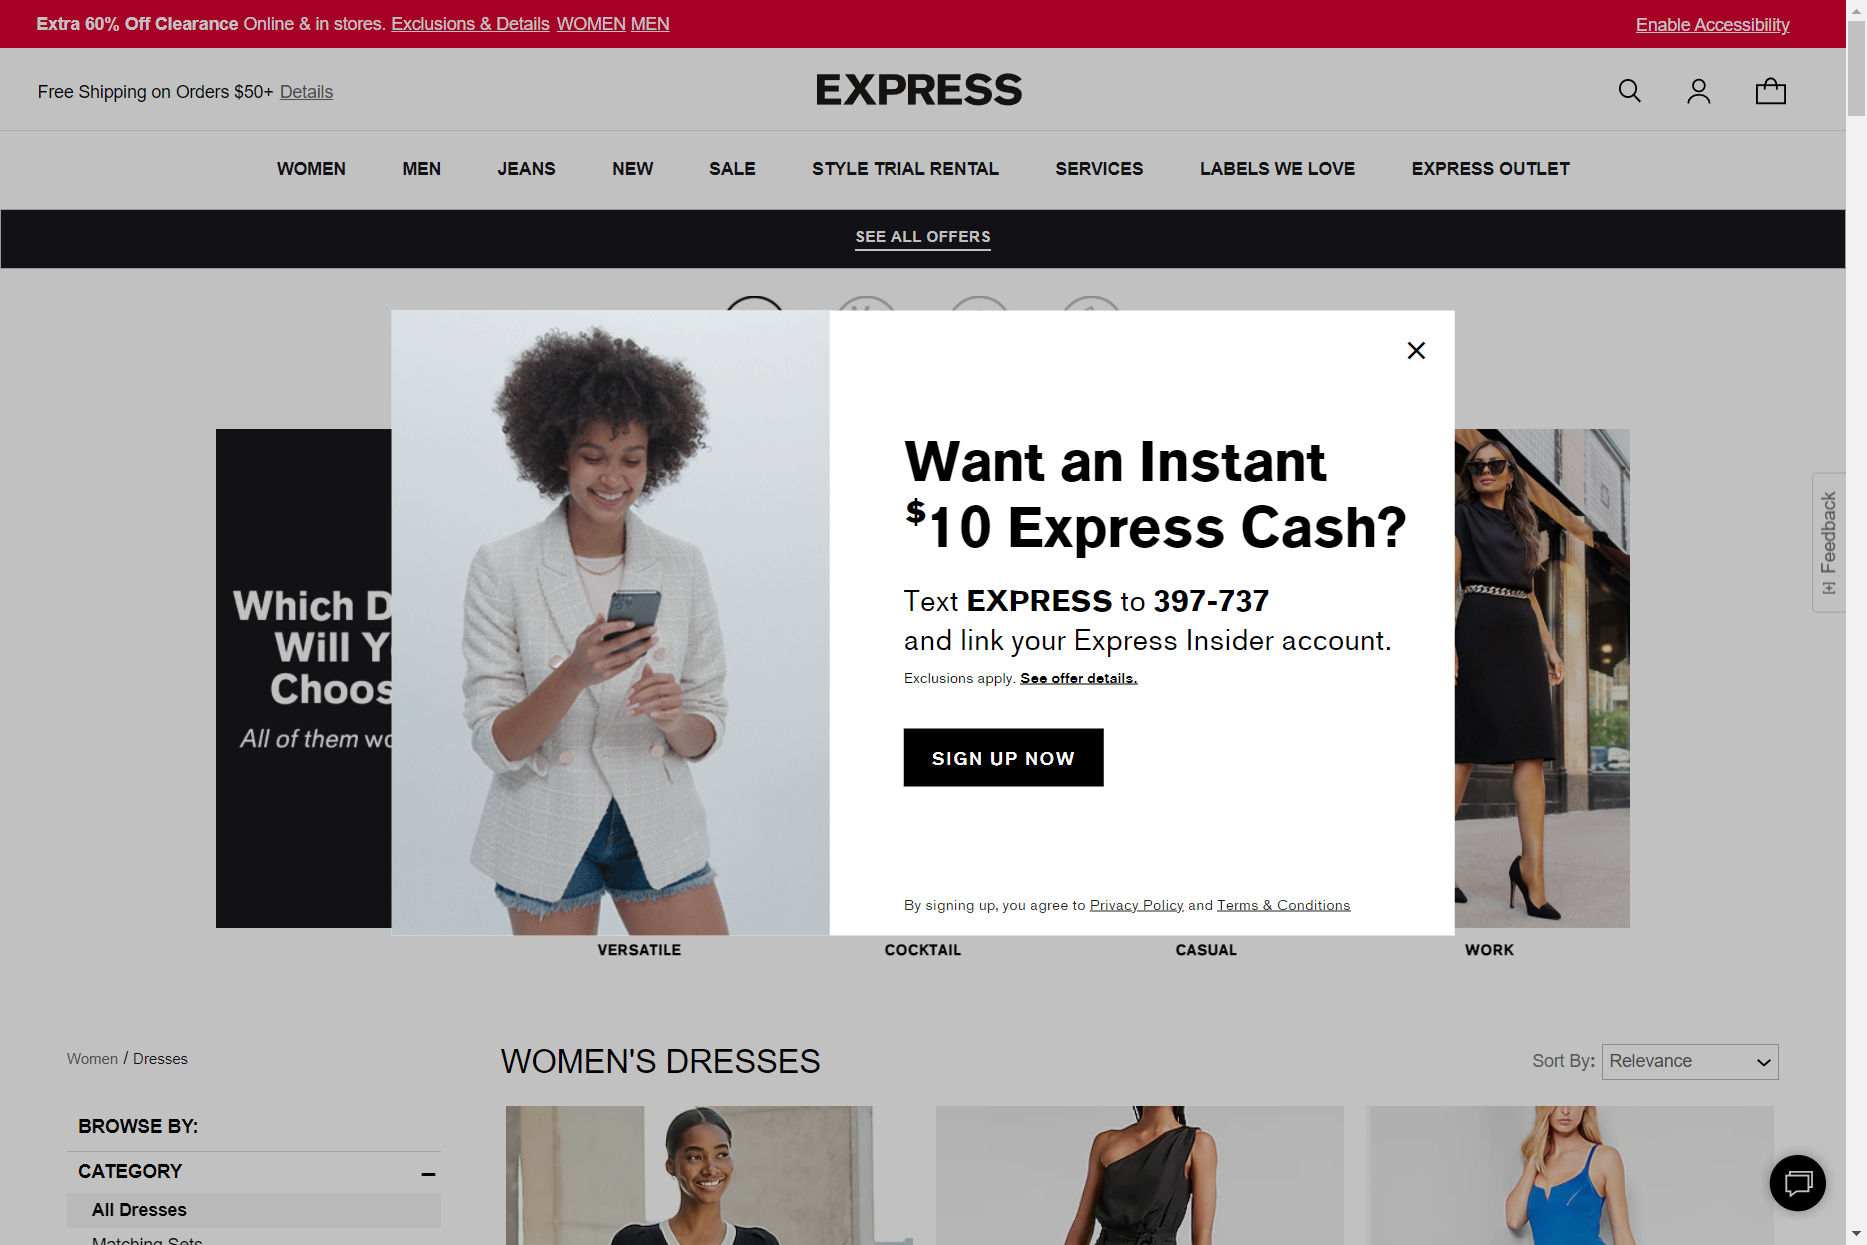 Extra 60% Off Clearance Online & in stores. Exclusions & Details WOMEN MEN
Enable Accessibility
Free Shipping on Orders $50+ Details
EXPRESS
WOMEN MEN JEANS NEW SALE STYLE TRIAL RENTAL SERVICES LABELS WE LOVE EXPRESS OUTLET
SEE ALL OFFERS
Which D
Will Y
Choos
All of them wo
Want an Instant
$10 Express Cash?
Text EXPRESS to 397-737
and link your Express Insider account.
Exclusions apply. See offer details.
SIGN UP NOW
By signing up, you agree to Privacy Policy and Terms & Conditions
[+] Feedback
VERSATILE
COCKTAIL
CASUAL
WORK
Women / Dresses
WOMEN'S DRESSES
Sort By: Relevance
BROWSE BY:
CATEGORY
All Dresses
Matching Sets